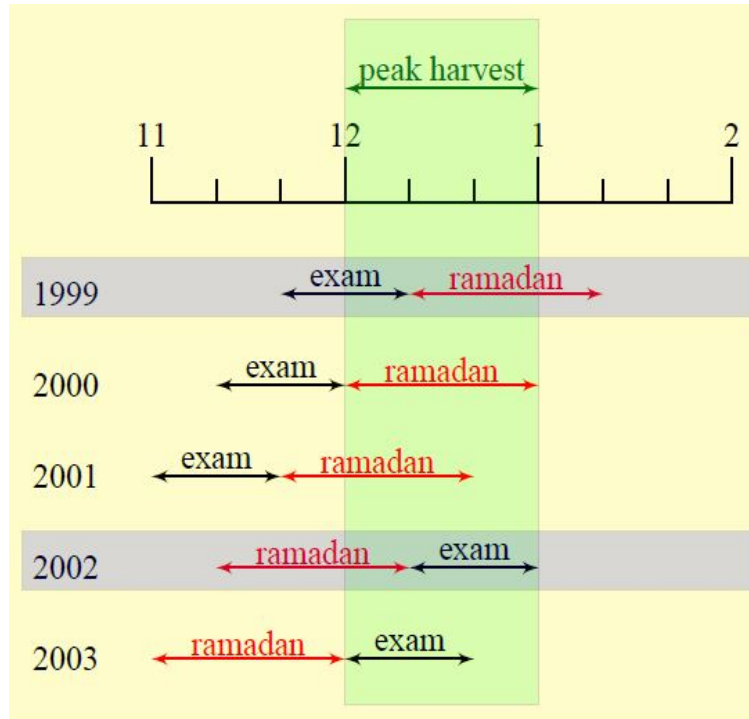 peak harvest
11 12 1 2
1999 exam ramadan
2000 exam ramadan
2001 exam ramadan
2002 ramadan exam
2003 ramadan exam